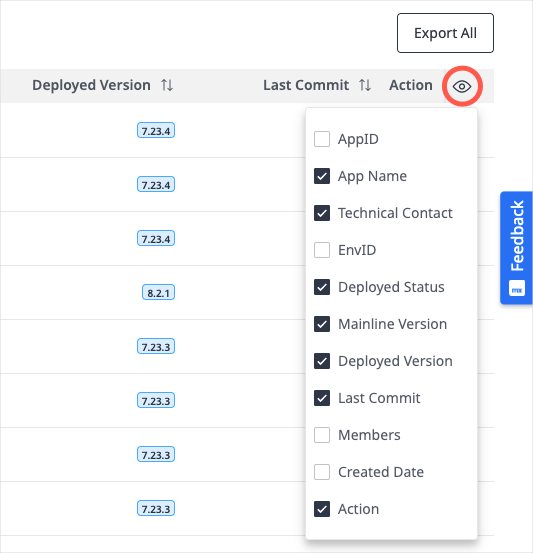 Export All
Deployed Version
Last Commit
Action
7.23.4
7.23.4
7.23.4
8.2.1
7.23.3
7.23.3
7.23.3
7.23.3
AppID
App Name
Technical Contact
EnvID
Deployed Status
Mainline Version
Deployed Version
Last Commit
Members
Created Date
Action
Feedback
mx